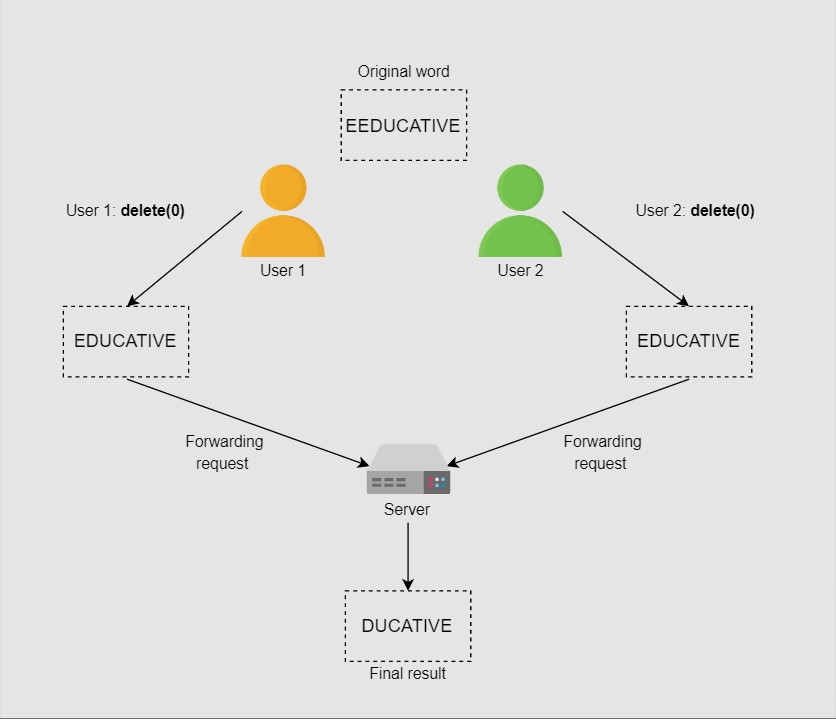 Original word
EEDUCATIVE
User 1: delete(0)
User 2: delete(0)
User 1
User 2
EDUCATIVE
EDUCATIVE
Forwarding
request
Forwarding
request
Server
DUCATIVE
Final result